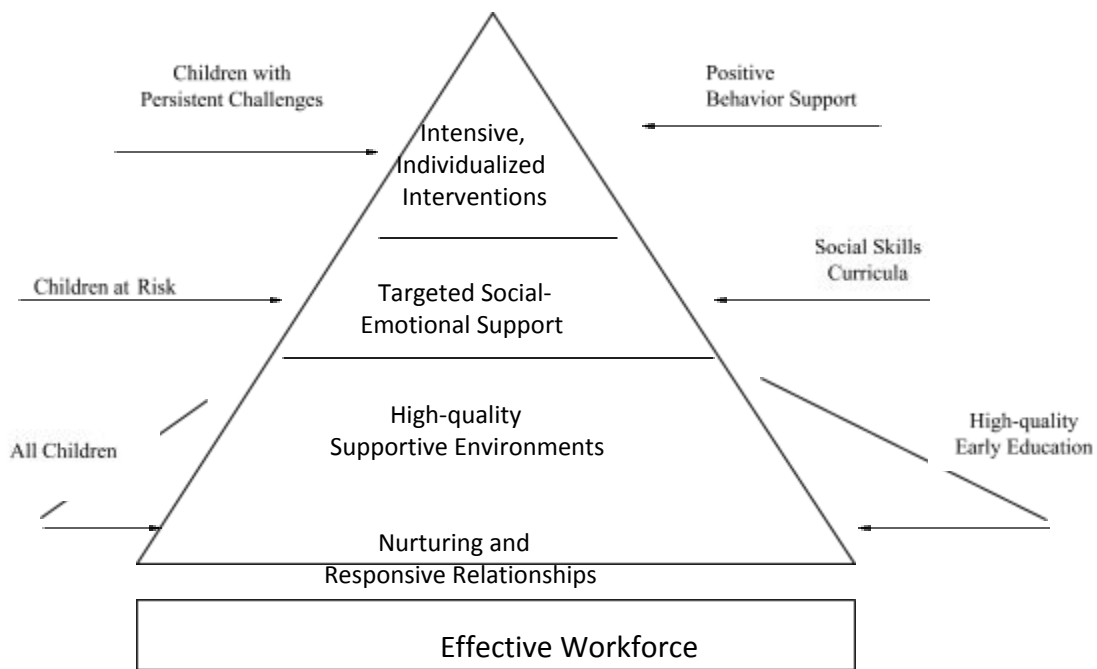 Children with
Persistent Challenges
Positive
Behavior Support
Intensive,
Individualized
Interventions
Children at Risk
Social Skills
Curricula
Targeted Social-
Emotional Support
All Children
High-quality
Supportive Environments
High-quality
Early Education
Nurturing and
Responsive Relationships
Effective Workforce